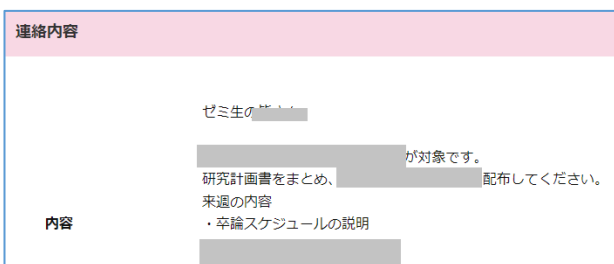 連絡内容
ゼミ生の
が対象です。
研究計画書をまとめ、 配布してください。
来週の内容
内容
・卒論スケジュールの説明